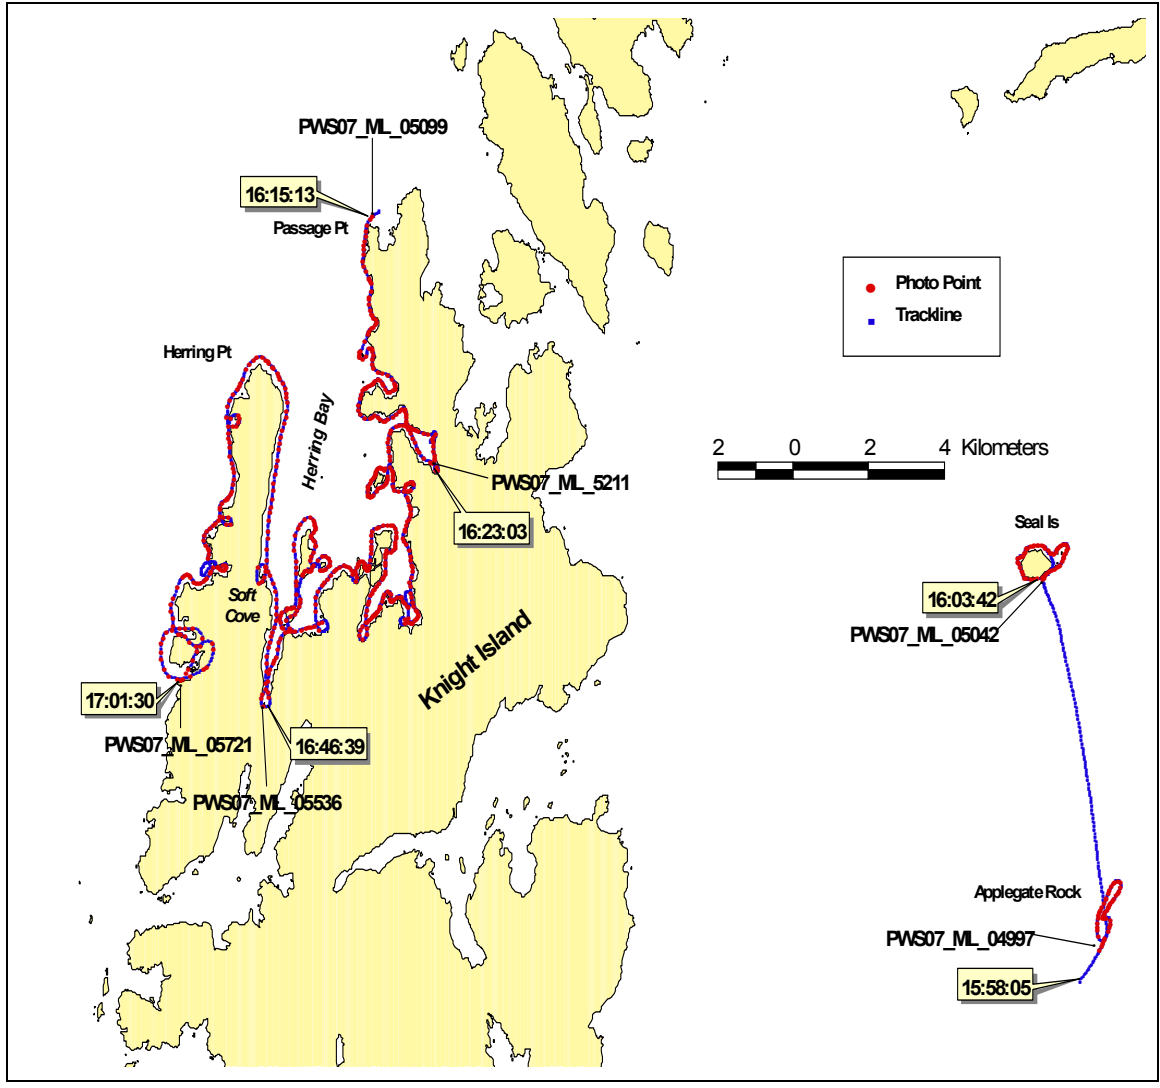 PWS07_ML_05099
16:15:13
Passage Pt
Photo Point
Trackline
Herring Pt
Herring Bay
2 0 2 4 Kilometers
PWS07_ML_5211
16:23:03
Seal Is
16:03:42
PWS07_ML_05042
Soft
Cove
Knight Island
17:01:30
PWS07_ML_05721
16:46:39
PWS07_ML_05536
Applegate Rock
PWS07_ML_04997
15:58:05